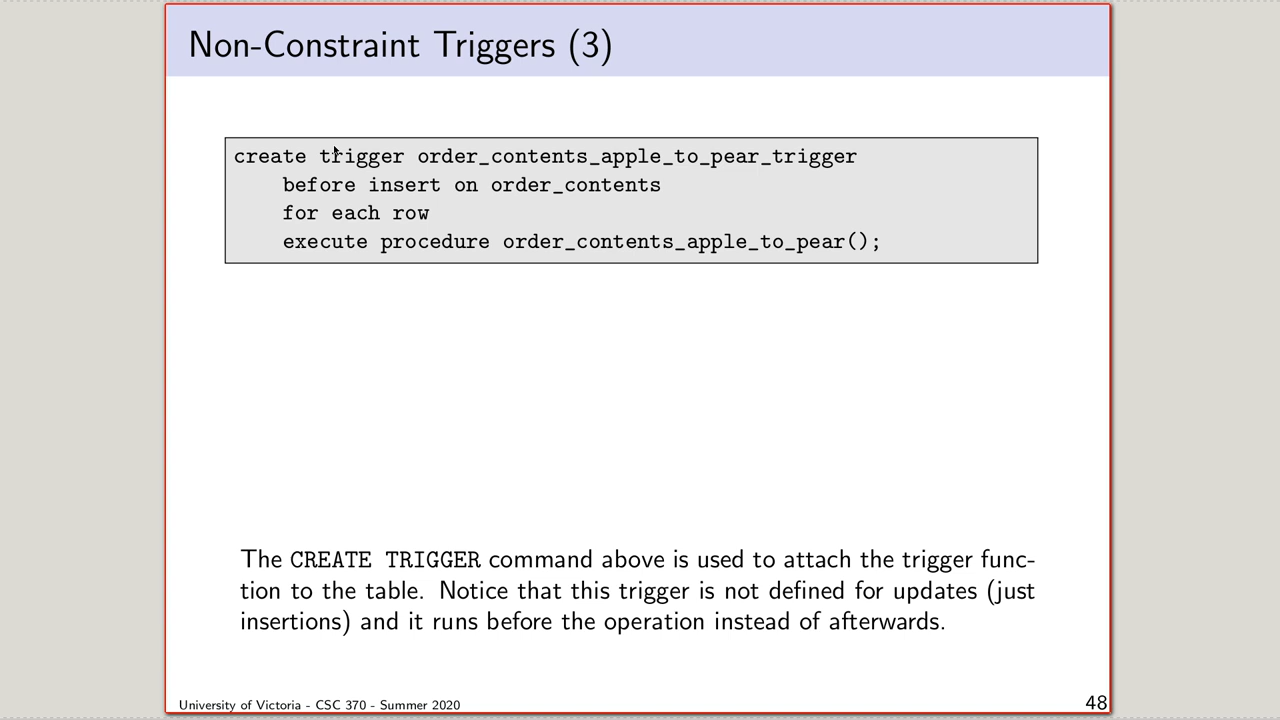 Non-Constraint Triggers (3)
create trigger order_contents_apple_to_pear_trigger
before insert on order_contents
for each row
execute procedure order_contents_apple_to_pear();
The CREATE TRIGGER command above is used to attach the trigger func-
tion to the table. Notice that this trigger is not defined for updates (just
insertions) and it runs before the operation instead of afterwards.
University of Victoria - CSC 370 - Summer 2020
48